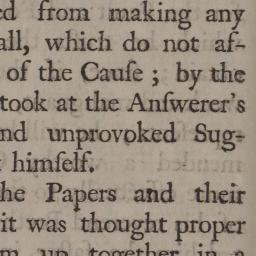 ed from making any
all, which do not af-
of the Cauſe ; by the
took at the Anſwerer's
nd unprovoked Sug-
himſelf.
he Papers and their
it was thought proper
m up together in a